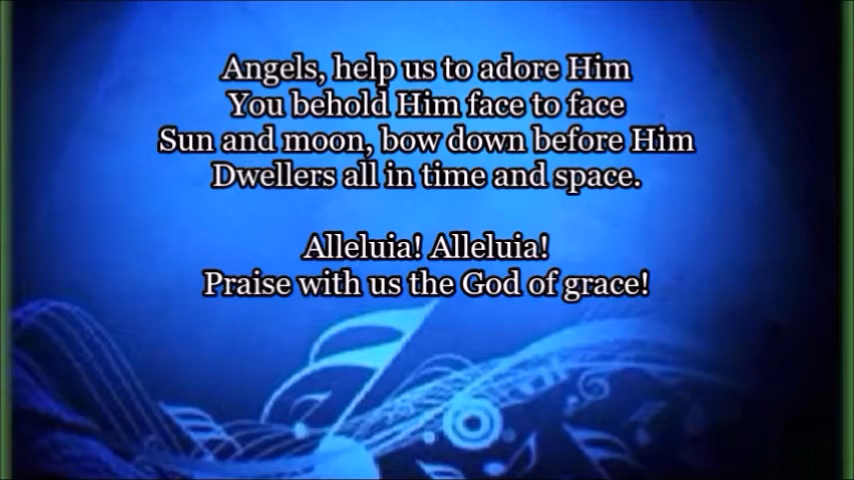 Angels, help us to adore Him
You behold Him face to face
Sun and moon, bow down before Him
Dwellers all in time and space.
Alleluia! Alleluia!
Praise with us the God of grace!